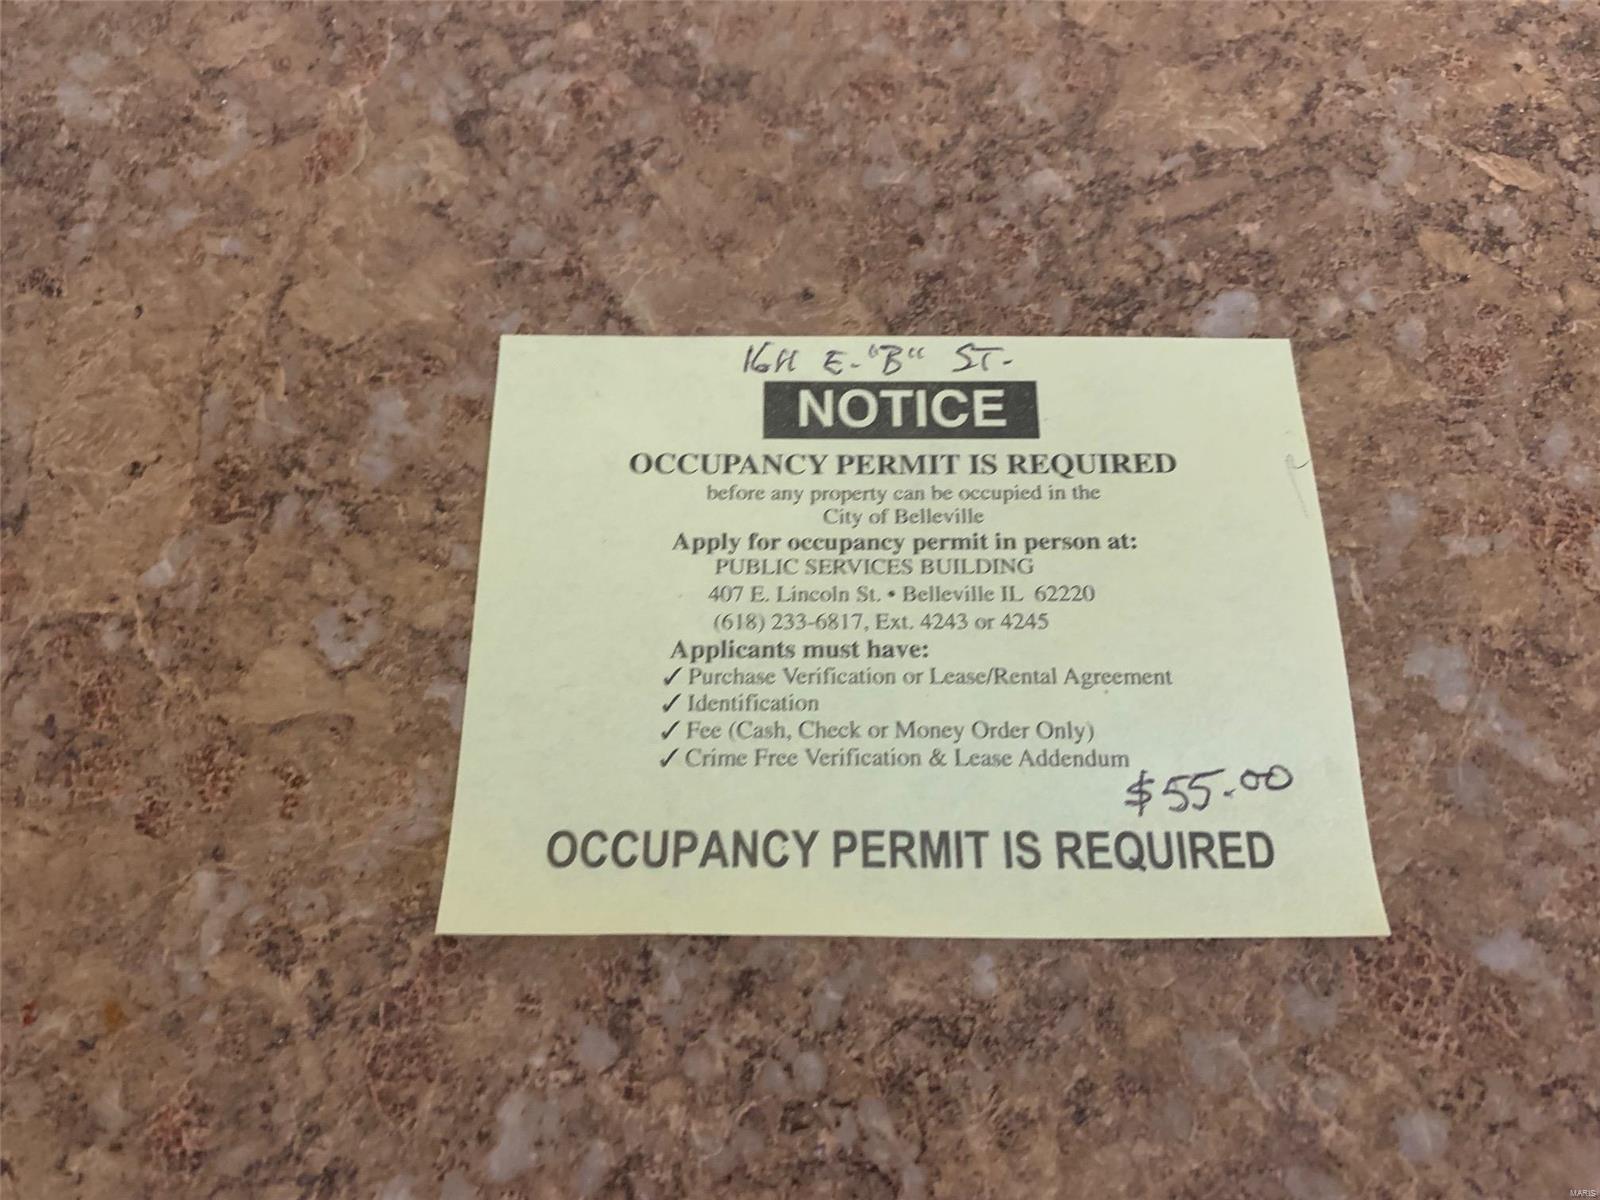 E. "B" ST.
NOTICE
OCCUPANCY PERMIT IS REQUIRED
before any property can be occupied in the
City of Belleville
Apply for occupancy permit in person at:
PUBLIC SERVICES BUILDING
407 E. Lincoln St. • Belleville IL 62220
(618) 233-6817, Ext. 4243 or 4245
Applicants must have:
✓ Purchase Verification or Lease/Rental Agreement
✓ Identification
✓ Fee (Cash, Check or Money Order Only)
✓ Crime Free Verification & Lease Addendum
$55.00
OCCUPANCY PERMIT IS REQUIRED
MARIS